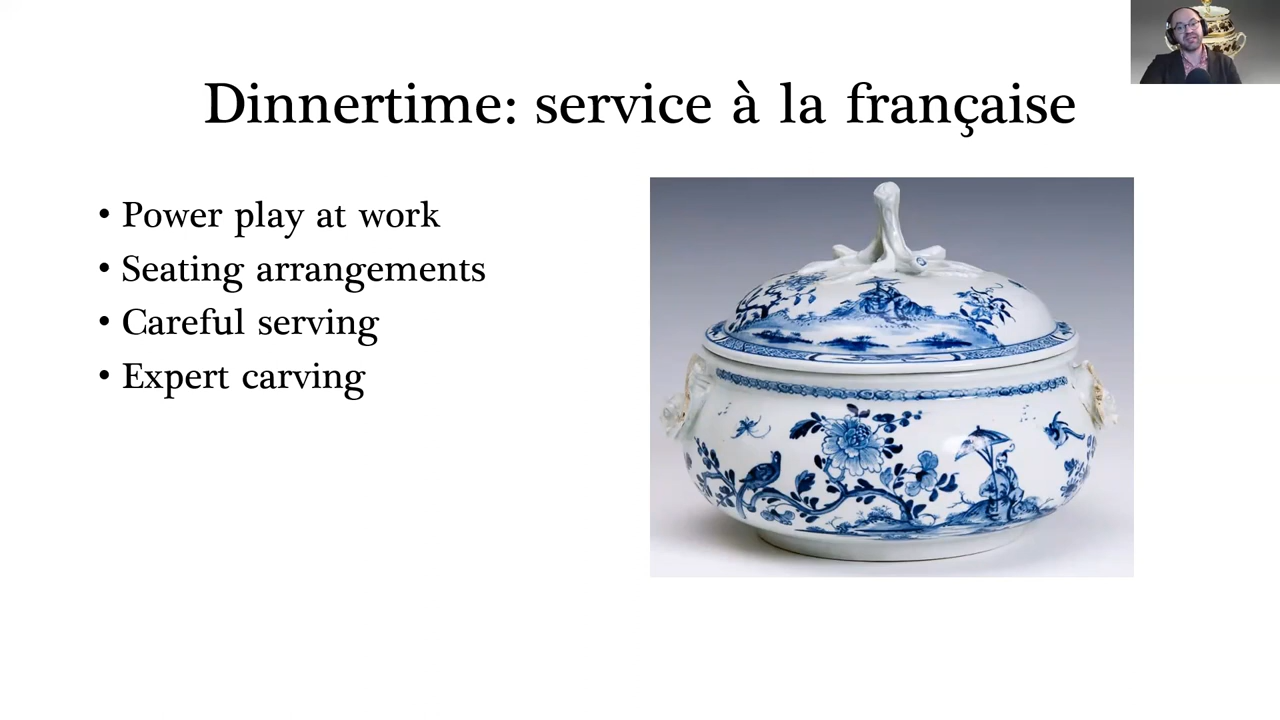 Dinnertime: service à la française
• Power play at work
• Seating arrangements
• Careful serving
• Expert carving